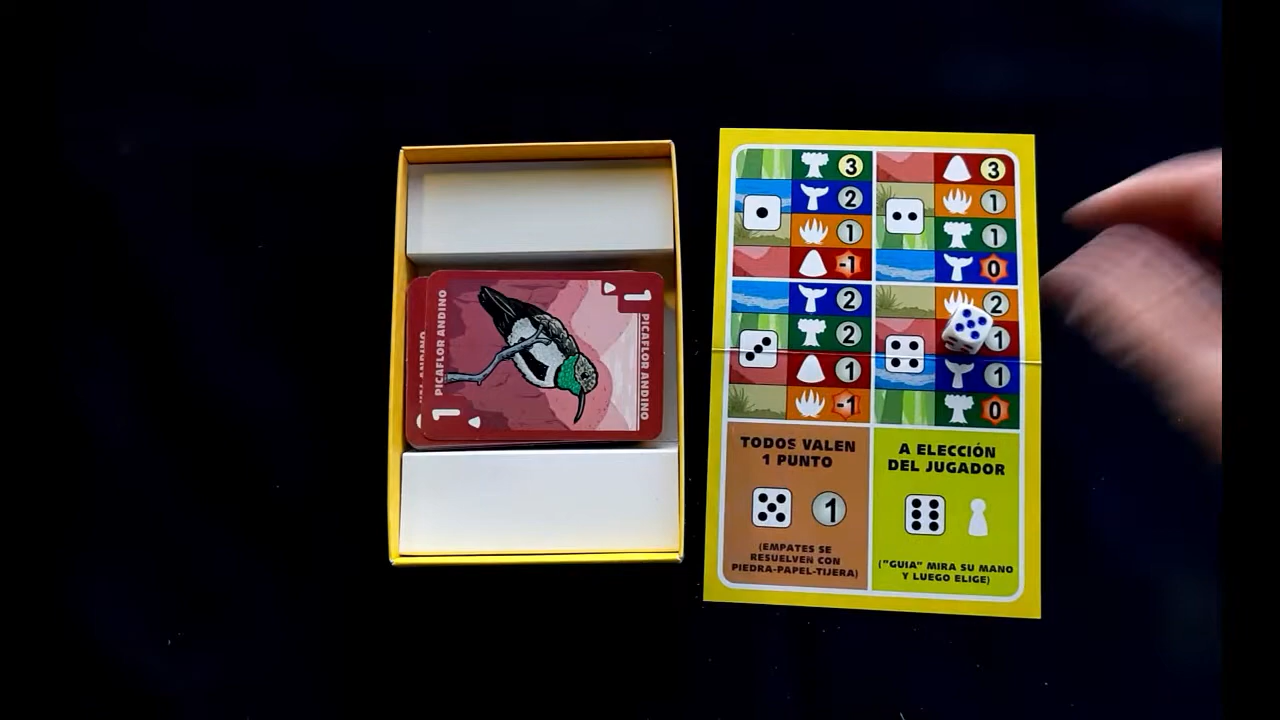 1
PICAFLOR ANDINO
PICAFLOR ANDINO
1
ANDINO
3
2
1
-1
3
1
1
0
2
2
1
-1
2
1
1
0
TODOS VALEN
1 PUNTO
1
(EMPATES SE
RESUELVEN CON
PIEDRA-PAPEL-TIJERA)
A ELECCIÓN
DEL JUGADOR
("GUIA" MIRA SU MANO
Y LUEGO ELIGE)